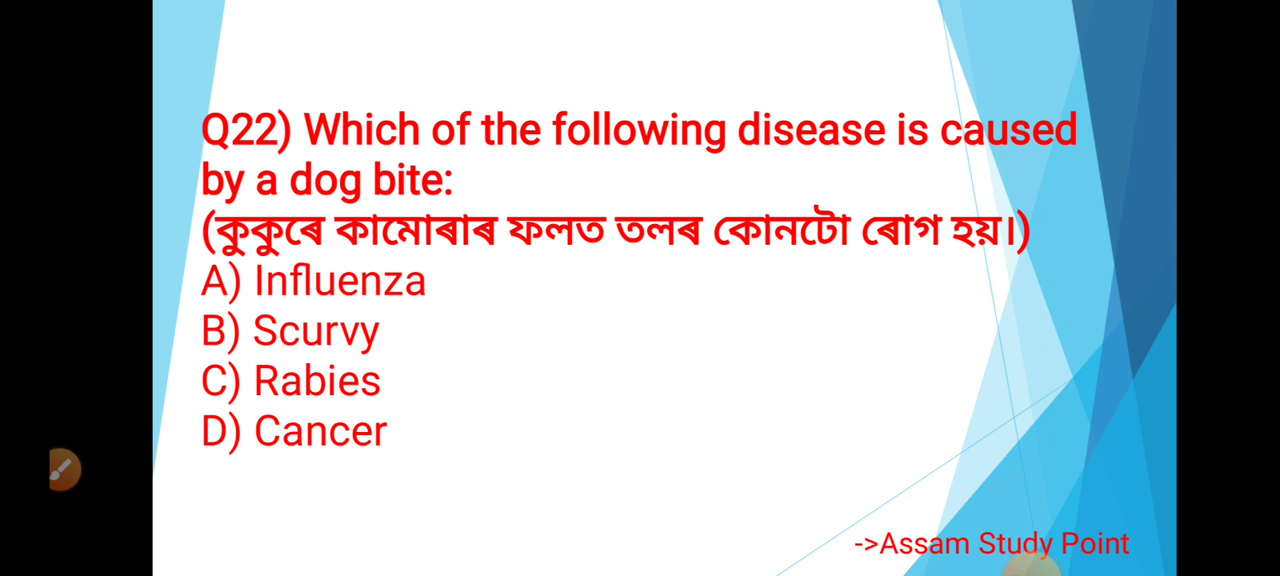 Q22) Which of the following disease is caused
by a dog bite:
(কুকুৰে কামোৰাৰ ফলত তলৰ কোনটো ৰোগ হয়।)
A) Influenza
B) Scurvy
C) Rabies
D) Cancer
->Assam Study Point